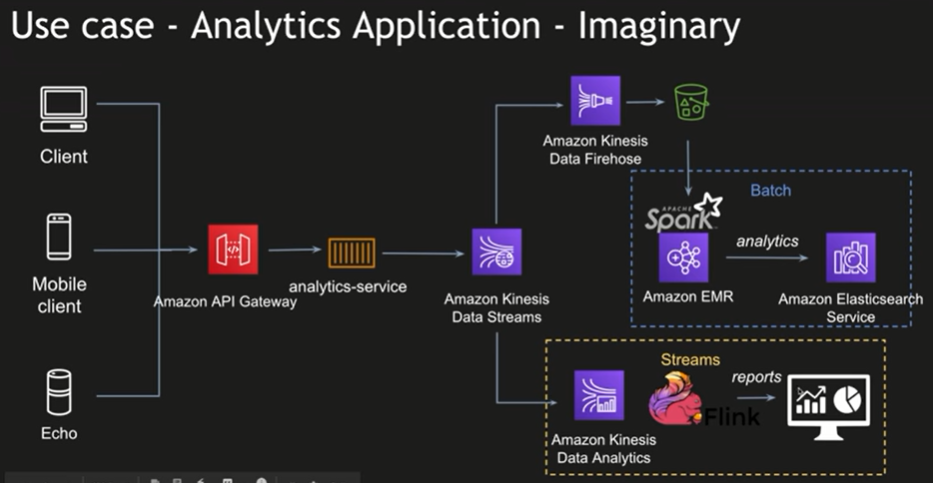 Use case - Analytics Application - Imaginary
Client
Mobile
client
Echo
Amazon API Gateway
analytics-service
Amazon Kinesis
Data Streams
Amazon Kinesis
Data Firehose
Batch
APACHE
Spark
analytics
Amazon EMR
Amazon Elasticsearch
Service
Streams
Flink
reports
Amazon Kinesis
Data Analytics